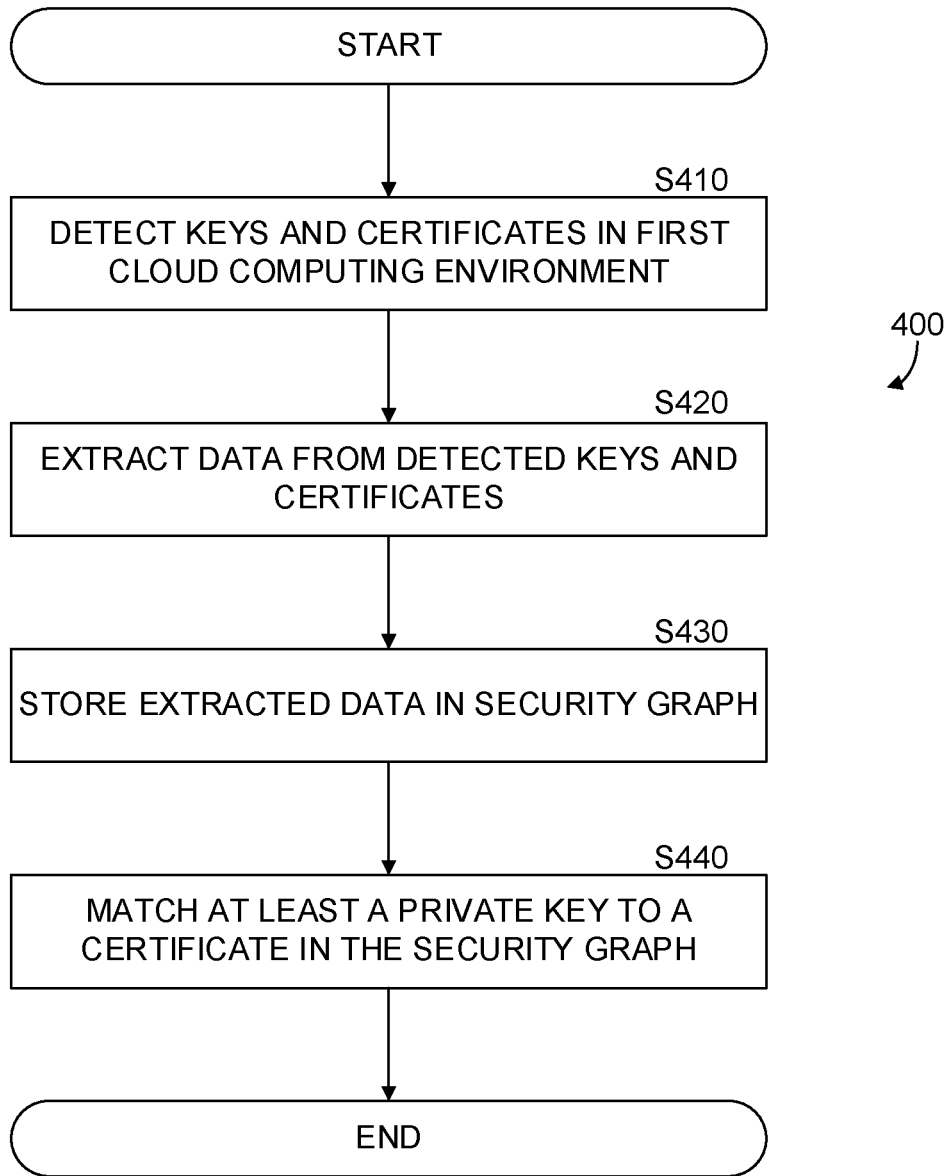 START
S410
DETECT KEYS AND CERTIFICATES IN FIRST
CLOUD COMPUTING ENVIRONMENT
400
S420
EXTRACT DATA FROM DETECTED KEYS AND
CERTIFICATES
S430
STORE EXTRACTED DATA IN SECURITY GRAPH
S440
MATCH AT LEAST A PRIVATE KEY TO A
CERTIFICATE IN THE SECURITY GRAPH
END